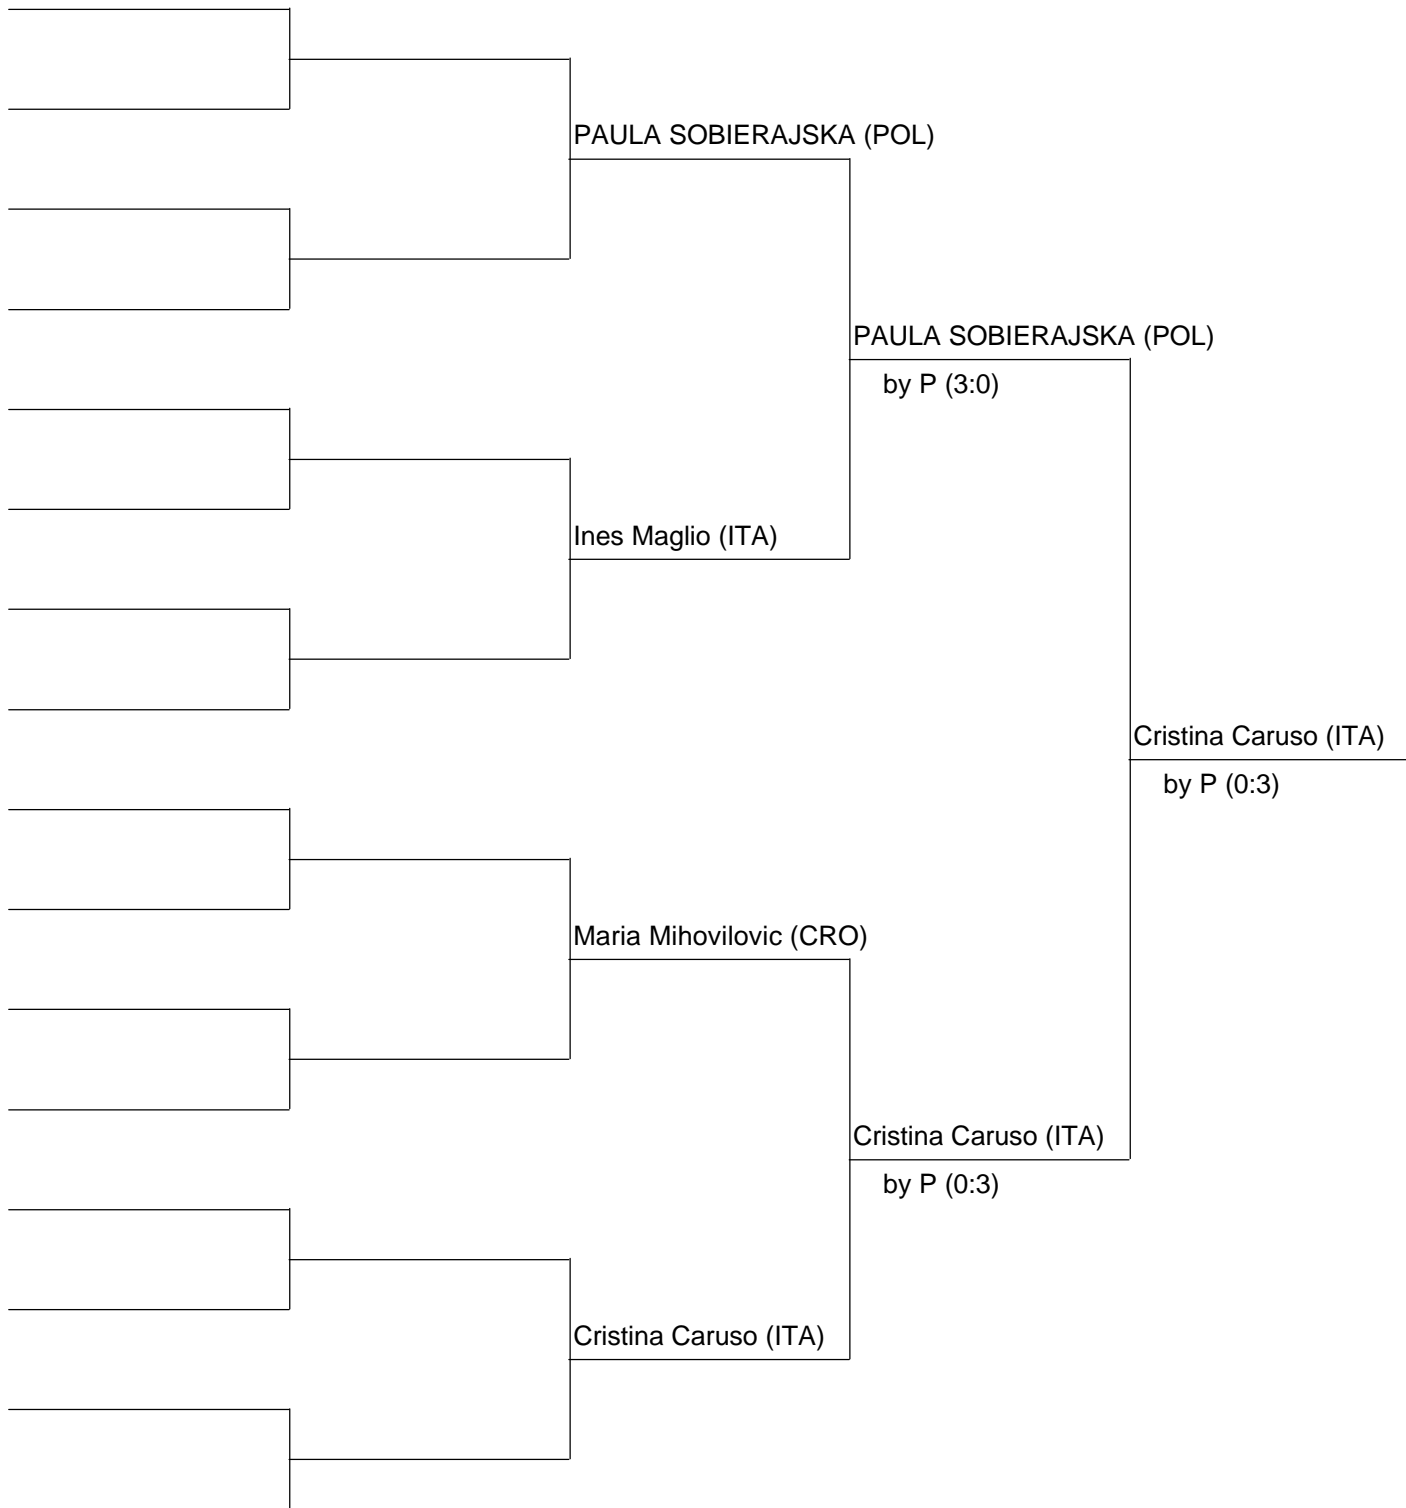 PAULA SOBIERAJSKA (POL)
PAULA SOBIERAJSKA (POL)
by P (3:0)
Ines Maglio (ITA)
Cristina Caruso (ITA)
by P (0:3)
Maria Mihovilovic (CRO)
Cristina Caruso (ITA)
by P (0:3)
Cristina Caruso (ITA)